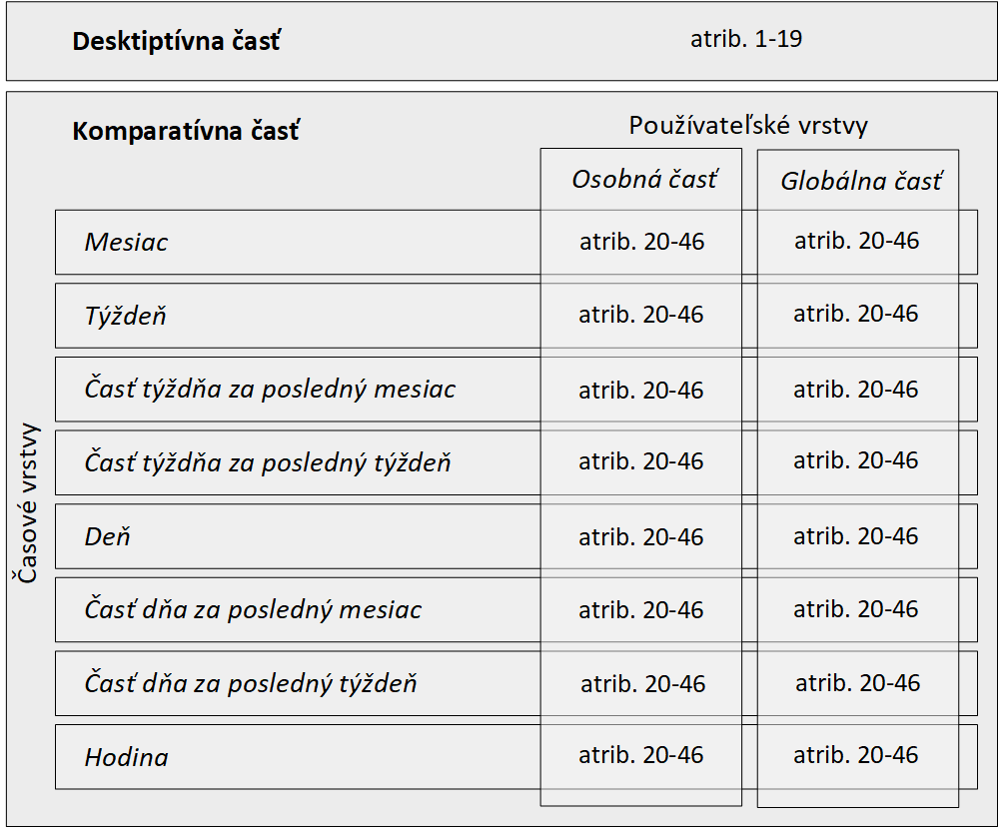 Desktiptívna časť atrib. 1-19
Komparatívna časť
Používateľské vrstvy
Osobná časť Globálna časť
Časové vrstvy
Mesiac atrib. 20-46 atrib. 20-46
Týždeň atrib. 20-46 atrib. 20-46
Časť týždňa za posledný mesiac atrib. 20-46 atrib. 20-46
Časť týždňa za posledný týždeň atrib. 20-46 atrib. 20-46
Deň atrib. 20-46 atrib. 20-46
Časť dňa za posledný mesiac atrib. 20-46 atrib. 20-46
Časť dňa za posledný týždeň atrib. 20-46 atrib. 20-46
Hodina atrib. 20-46 atrib. 20-46